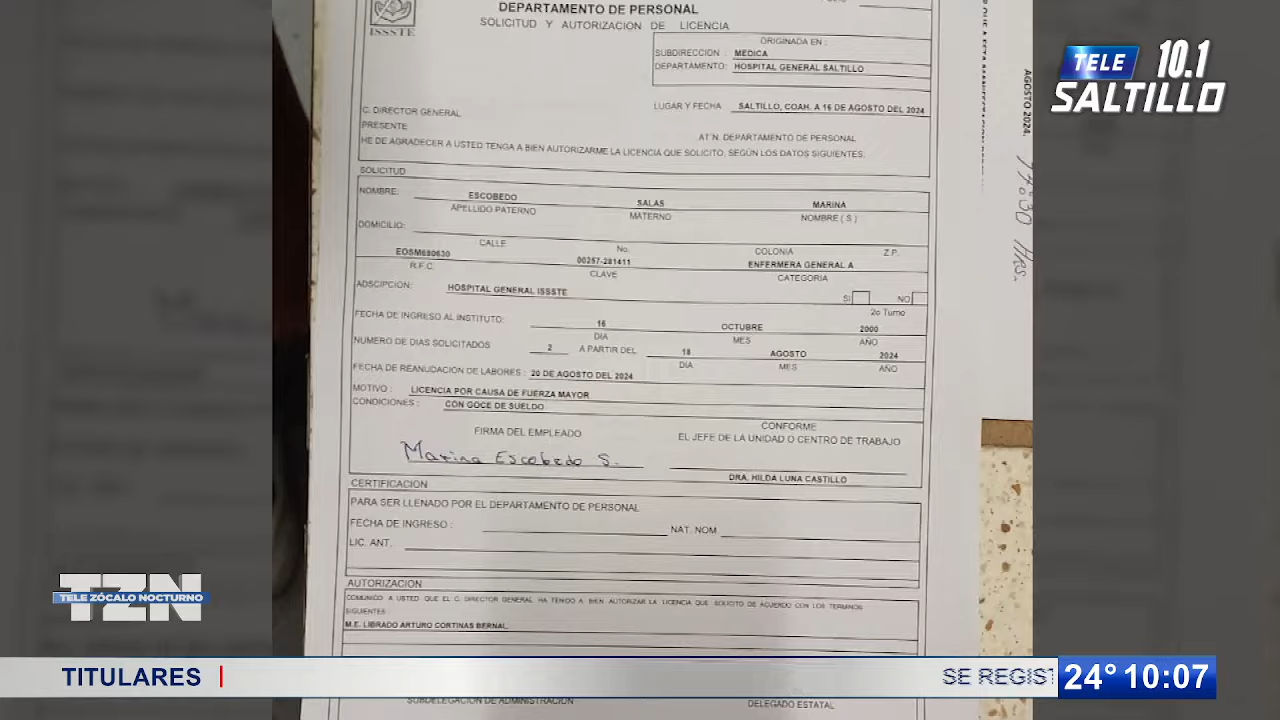 DEPARTAMENTO DE PERSONAL
SOLICITUD Y AUTORIZACION DE LICENCIA
ISSSTE
ORIGINADA EN :
SUBDIRECCION : MEDICA
DEPARTAMENTO: HOSPITAL GENERAL SALTILLO
LUGAR Y FECHA SALTILLO, COAH. A 16 DE AGOSTO DEL 2024
C. DIRECTOR GENERAL
PRESENTE
AT'N. DEPARTAMENTO DE PERSONAL
HE DE AGRADECER A USTED TENGA A BIEN AUTORIZARME LA LICENCIA QUE SOLICITO, SEGÚN LOS DATOS SIGUIENTES:
SOLICITUD
NOMBRE: ESCOBEDO SALAS MARINA
APELLIDO PATERNO MATERNO NOMBRE ( S )
DOMICILIO:
CALLE No. COLONIA Z.P.
EOSM680630 00257-281411 ENFERMERA GENERAL A
R.F.C. CLAVE CATEGORIA
ADSCIPCION: HOSPITAL GENERAL ISSSTE SI NO
2o Turno
FECHA DE INGRESO AL INSTITUTO: 16 OCTUBRE 2000
DIA MES AÑO
NUMERO DE DIAS SOLICITADOS 2 A PARTIR DEL 18 AGOSTO 2024
DIA MES AÑO
FECHA DE REANUDACION DE LABORES : 20 DE AGOSTO DEL 2024
MOTIVO : LICENCIA POR CAUSA DE FUERZA MAYOR
CONDICIONES : CON GOCE DE SUELDO
FIRMA DEL EMPLEADO CONFORME
EL JEFE DE LA UNIDAD O CENTRO DE TRABAJO
Marina Escobedo S.
DRA. HILDA LUNA CASTILLO
CERTIFICACION
PARA SER LLENADO POR EL DEPARTAMENTO DE PERSONAL
FECHA DE INGRESO : NAT. NOM
LIC. ANT.
AUTORIZACION
COMUNICO A USTED QUE EL C. DIRECTOR GENERAL HA TENIDO A BIEN AUTORIZAR LA LICENCIA QUE SOLICITO DE ACUERDO CON LOS TERMINOS
SIGUIENTES
M.E. LIBRADO ARTURO CORTINAS BERNAL
SUBDELEGACION DE ADMINISTRACION DELEGADO ESTATAL
AGOSTO 2024.
Hrs.
TELE 10.1
SALTILLO
TZN
TELE ZÓCALO NOCTURNO
TITULARES SE REGIST 24° 10:07